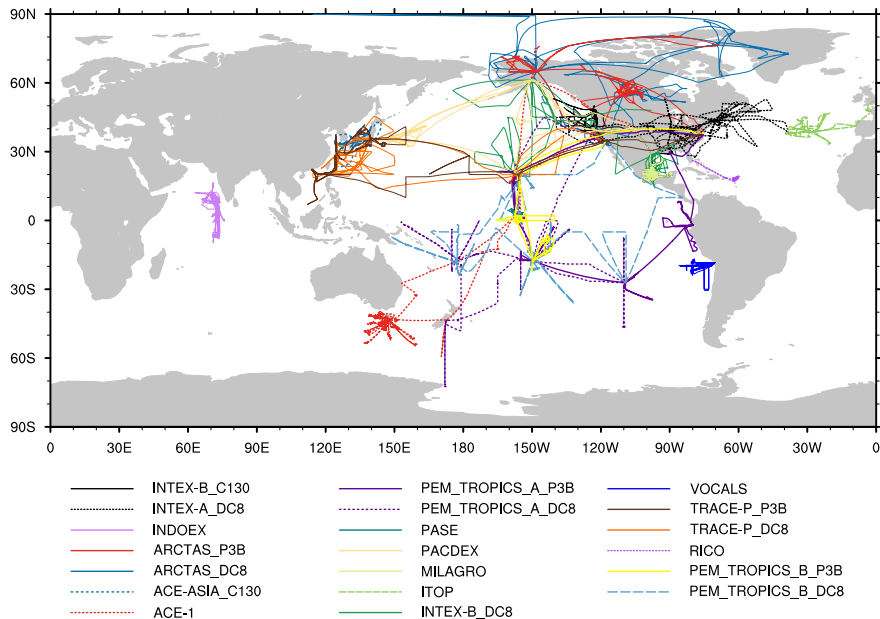 90N
60N
30N
0
30S
60S
90S
0 30E 60E 90E 120E 150E 180 150W 120W 90W 60W 30W 0
INTEX-B_C130 PEM_TROPICS_A_P3B VOCALS
INTEX-A_DC8 PEM_TROPICS_A_DC8 TRACE-P_P3B
INDOEX PASE TRACE-P_DC8
ARCTAS_P3B PACDEX RICO
ARCTAS_DC8 MILAGRO PEM_TROPICS_B_P3B
ACE-ASIA_C130 ITOP PEM_TROPICS_B_DC8
ACE-1 INTEX-B_DC8